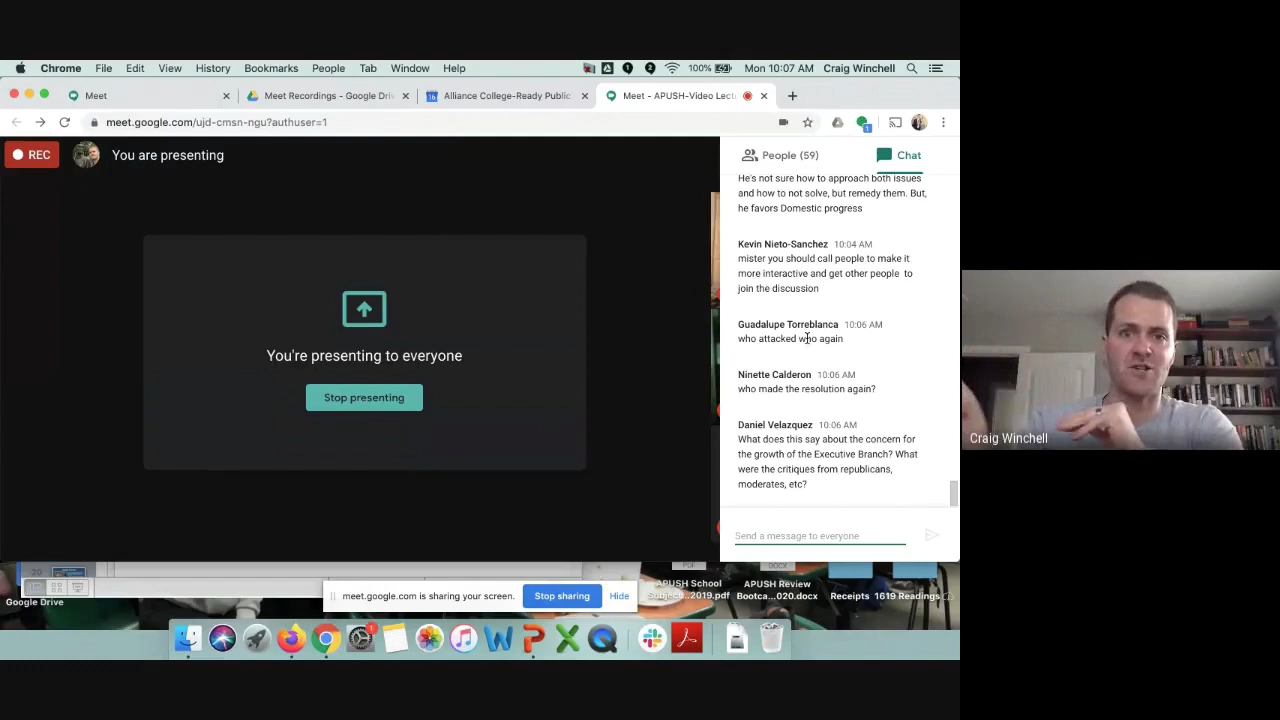 Chrome File Edit View History Bookmarks People Tab Window Help 1 2 100% Mon 10:07 AM Craig Winchell
Meet Meet Recordings - Google Driv Alliance College-Ready Public Meet - APUSH-Video Lect
meet.google.com/ujd-cmsn-ngu?authuser=1
REC You are presenting
People (59) Chat
He's not sure how to approach both issues
and how to not solve, but remedy them. But,
he favors Domestic progress
Kevin Nieto-Sanchez 10:04 AM
mister you should call people to make it
more interactive and get other people to
join the discussion
Guadalupe Torreblanca 10:06 AM
who attacked who again
You're presenting to everyone
Stop presenting
Ninette Calderon 10:06 AM
who made the resolution again?
Daniel Velazquez 10:06 AM
What does this say about the concern for
the growth of the Executive Branch? What
were the critiques from republicans,
moderates, etc?
Craig Winchell
Send a message to everyone
20
PDF DOCX
Google Drive
meet.google.com is sharing your screen. Stop sharing Hide
APUSH School
Subject...2019.pdf
APUSH Review
Bootca...020.docx
Receipts 1619 Readings
1